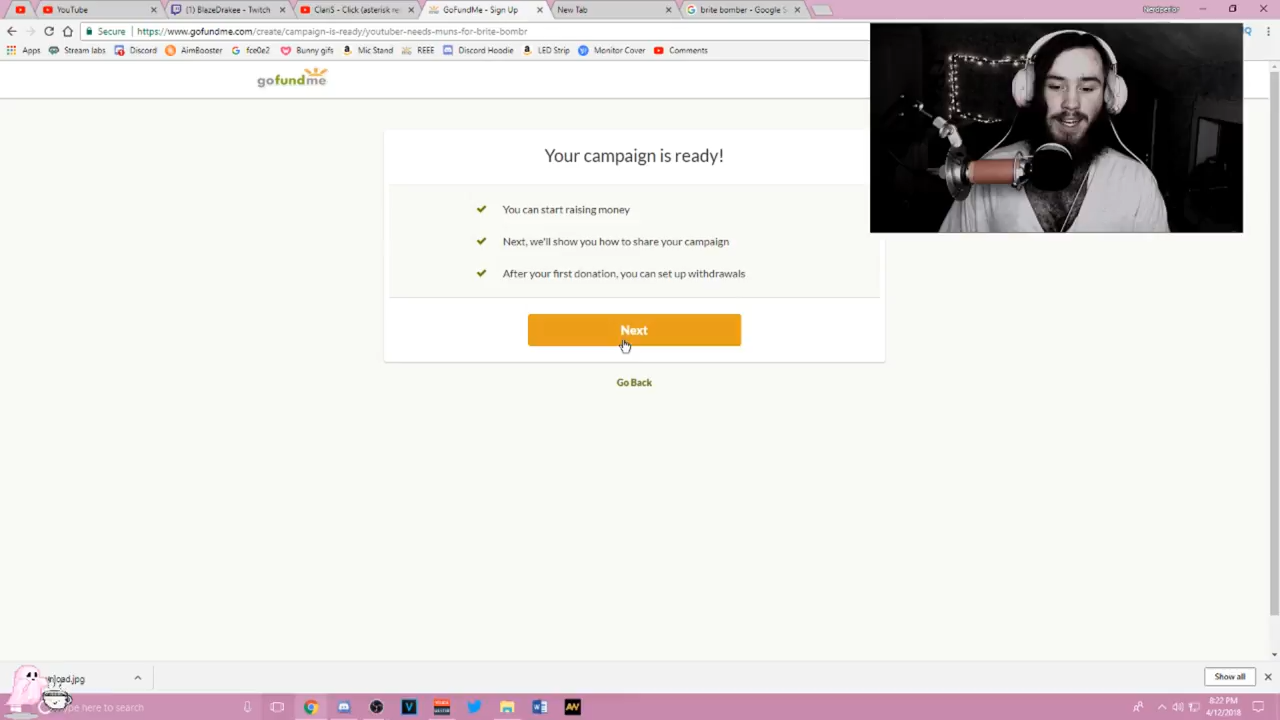 YouTube
(1) BlazeDrakee - Twitch
GoFundMe - Sign Up
New Tab
brite bomber - Google S
Secure
https://www.gofundme.com/create/campaign-is-ready/youtuber-needs-muns-for-brite-bombr
Apps
Stream labs
Discord
AimBooster
fce0e2
Bunny gifs
Mic Stand
REEE
Discord Hoodie
LED Strip
Monitor Cover
Comments
gofundme
Your campaign is ready!
You can start raising money
Next, we'll show you how to share your campaign
After your first donation, you can set up withdrawals
Next
Go Back
Show all
here to search
8:22 PM
4/12/2018